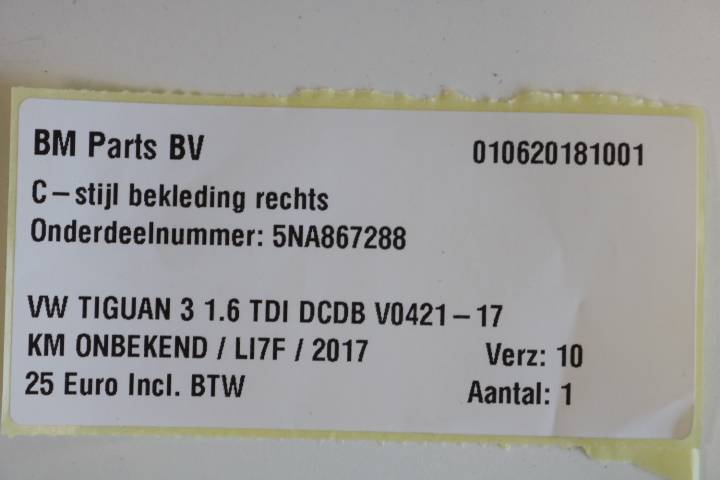 BM Parts BV 010620181001
C-stijl bekleding rechts
Onderdeelnummer: 5NA867288
VW TIGUAN 3 1.6 TDI DCDB V0421-17
KM ONBEKEND / LI7F / 2017 Verz: 10
25 Euro Incl. BTW Aantal: 1